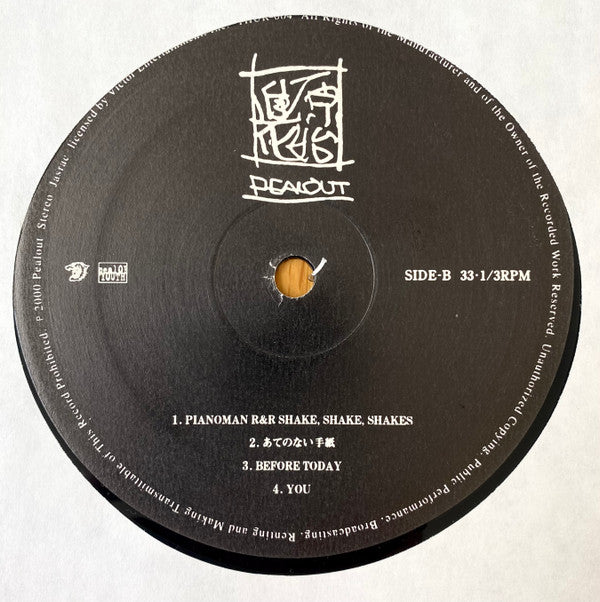 PEALOUT
SIDE-B 33·1/3RPM
1. PIANOMAN R&R SHAKE, SHAKE, SHAKES
2. あてのない手紙
3. BEFORE TODAY
4. YOU
℗ 2000 Pealout Stereo Jasrac licensed by Victor
All Rights of the Manufacturer and of the Owner of the Recorded Work Reserved. Unauthorized Copying. Public Performance. Broadcasting. Renting and Making Transmittable of This Record Prohibited